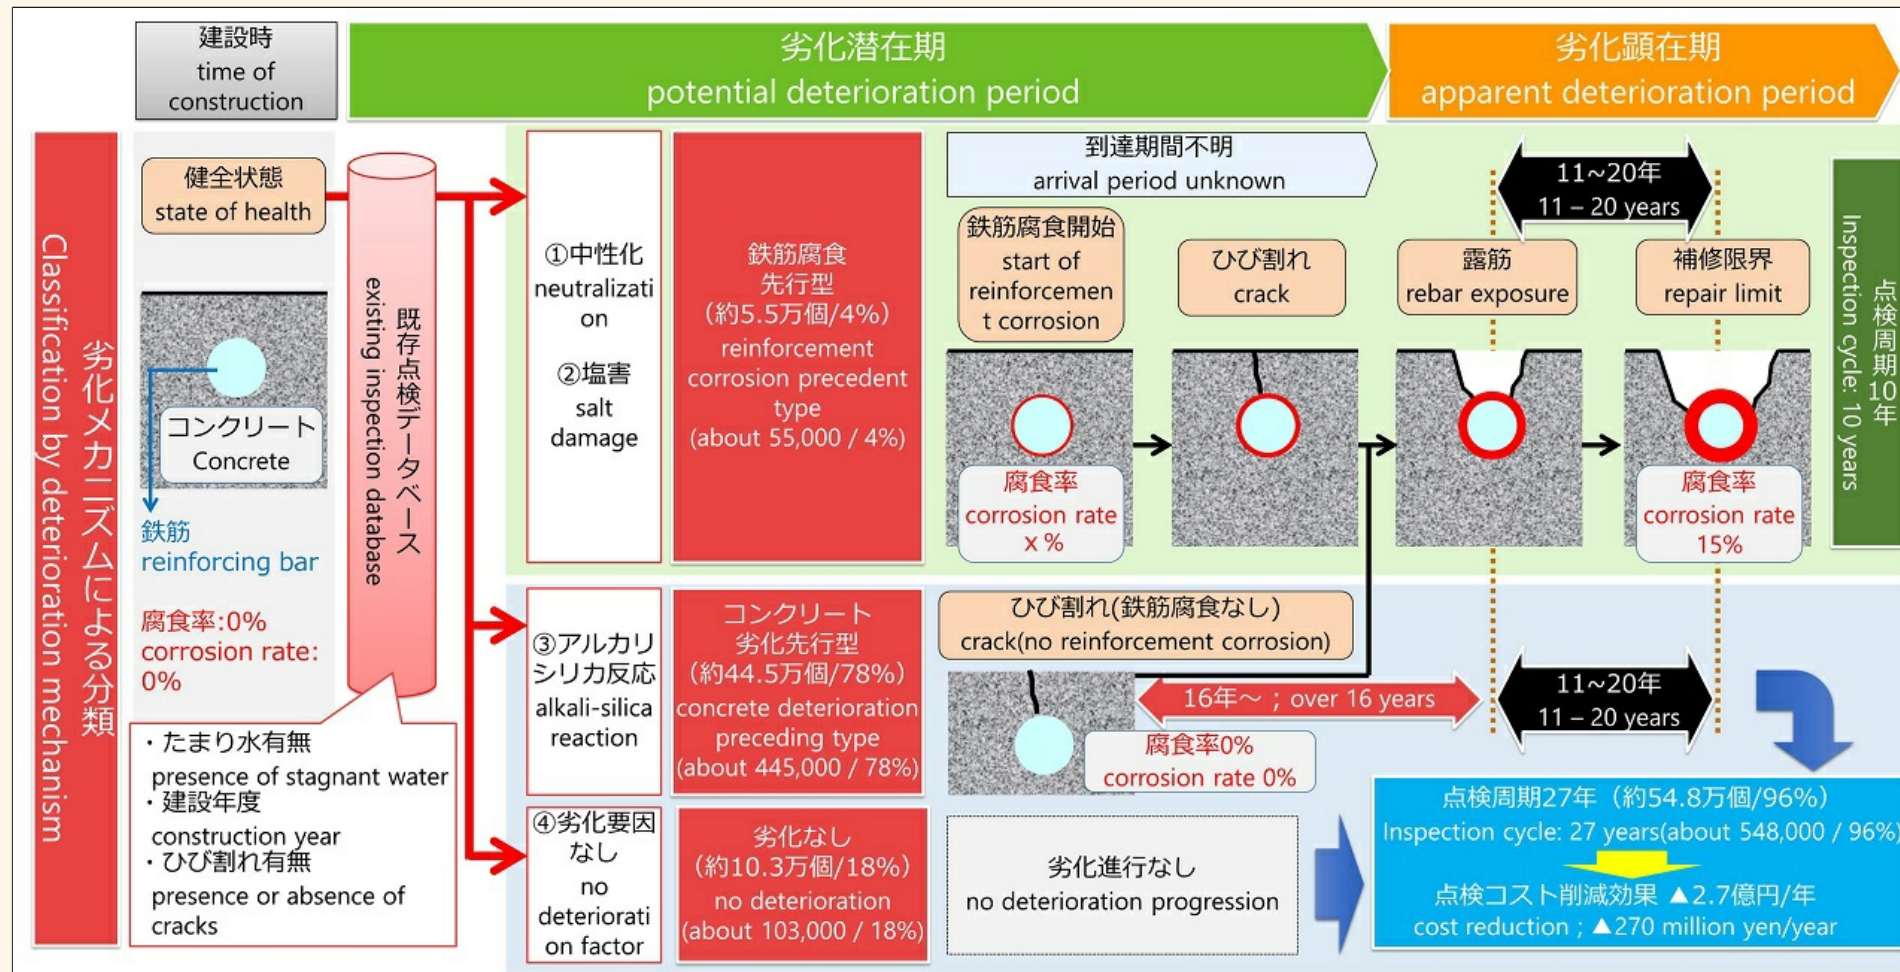 建設時
time of
construction
劣化潜在期
potential deterioration period
劣化顕在期
apparent deterioration period
劣化メカニズムによる分類
Classification by deterioration mechanism
健全状態
state of health
コンクリート
Concrete
鉄筋
reinforcing bar
腐食率:0%
corrosion rate:
0%
既存点検データベース
existing inspection database
・たまり水有無
presence of stagnant water
・建設年度
construction year
・ひび割れ有無
presence or absence of
cracks
①中性化
neutralizati
on
②塩害
salt
damage
鉄筋腐食
先行型
(約5.5万個/4%)
reinforcement
corrosion precedent
type
(about 55,000 / 4%)
到達期間不明
arrival period unknown
鉄筋腐食開始
start of
reinforcemen
t corrosion
腐食率
corrosion rate
x %
ひび割れ
crack
11~20年
11 – 20 years
露筋
rebar exposure
補修限界
repair limit
腐食率
corrosion rate
15%
点検周期10年
Inspection cycle: 10 years
③アルカリ
シリカ反応
alkali-silica
reaction
コンクリート
劣化先行型
(約44.5万個/78%)
concrete deterioration
preceding type
(about 445,000 / 78%)
ひび割れ(鉄筋腐食なし)
crack(no reinforcement corrosion)
16年～ ; over 16 years
腐食率0%
corrosion rate 0%
11~20年
11 – 20 years
④劣化要因
なし
no
deteriorati
on factor
劣化なし
(約10.3万個/18%)
no deterioration
(about 103,000 / 18%)
劣化進行なし
no deterioration progression
点検周期27年（約54.8万個/96%）
Inspection cycle: 27 years(about 548,000 / 96%)
点検コスト削減効果 ▲2.7億円/年
cost reduction ; ▲270 million yen/year